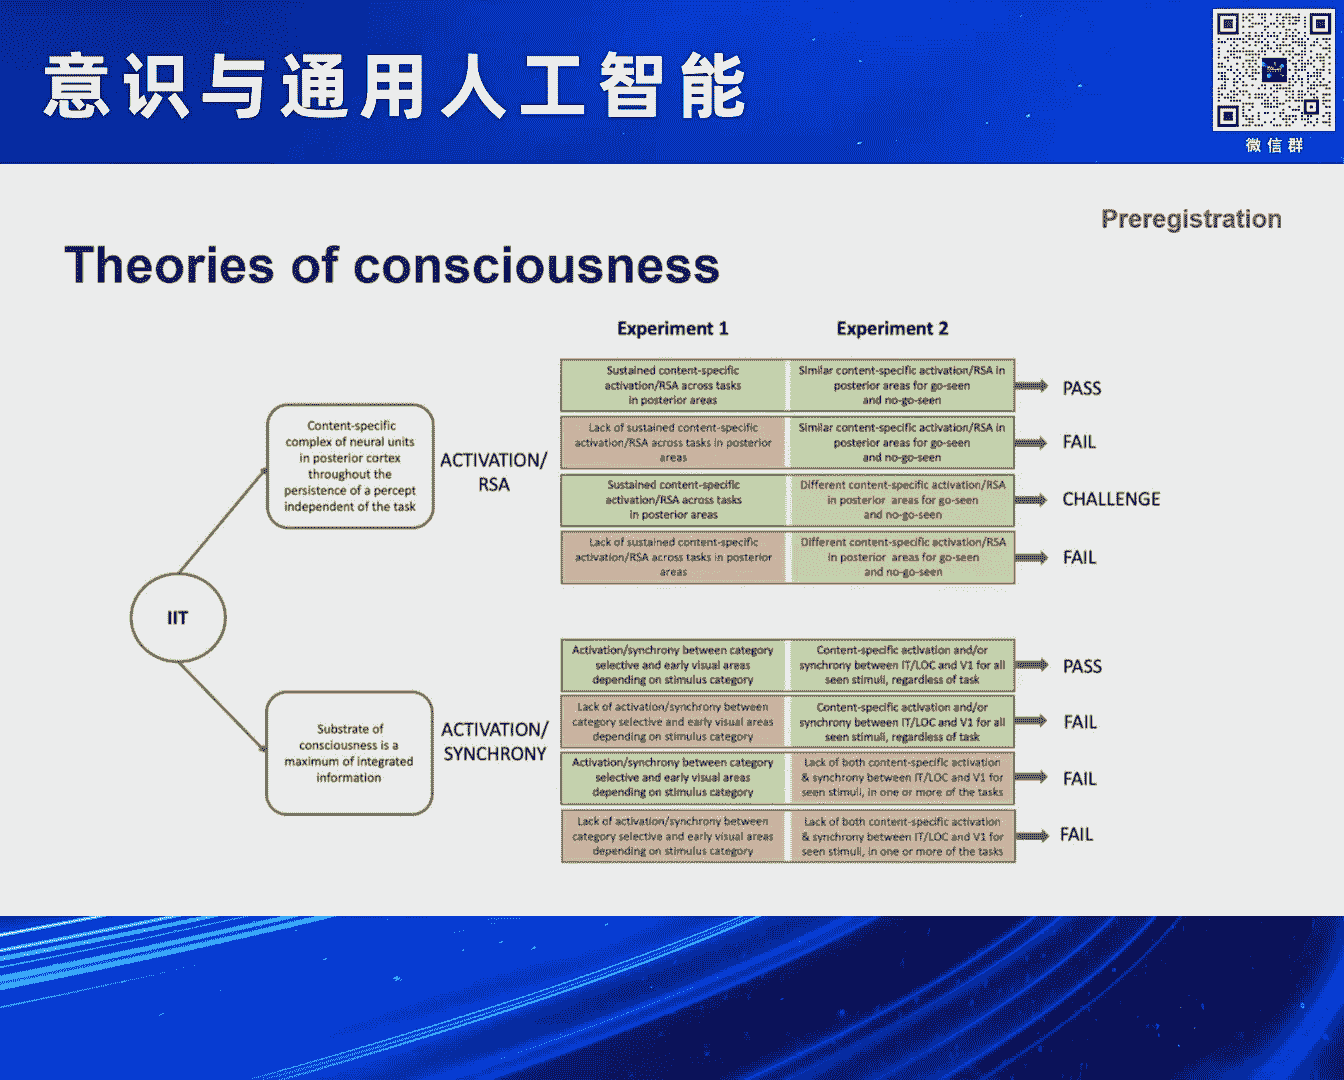 意识与通用人工智能
微信群
Preregistration
Theories of consciousness
Experiment 1
Experiment 2
Content-specific
complex of neural units
in posterior cortex
throughout the
persistence of a percept
independent of the task
ACTIVATION/
RSA
Sustained content-specific
activation/RSA across tasks
in posterior areas
Similar content-specific activation/RSA in
posterior areas for go-seen
and no-go-seen
PASS
Lack of sustained content-specific
activation/RSA across tasks in posterior
areas
Similar content-specific activation/RSA in
posterior areas for go-seen
and no-go-seen
FAIL
Sustained content-specific
activation/RSA across tasks
in posterior areas
Different content-specific activation/RSA
in posterior areas for go-seen
and no-go-seen
CHALLENGE
Lack of sustained content-specific
activation/RSA across tasks in posterior
areas
Different content-specific activation/RSA
in posterior areas for go-seen
and no-go-seen
FAIL
IIT
Substrate of
consciousness is a
maximum of integrated
information
ACTIVATION/
SYNCHRONY
Activation/synchrony between category
selective and early visual areas
depending on stimulus category
Content-specific activation and/or
synchrony between IT/LOC and V1 for all
seen stimuli, regardless of task
PASS
Lack of activation/synchrony between
category selective and early visual areas
depending on stimulus category
Content-specific activation and/or
synchrony between IT/LOC and V1 for all
seen stimuli, regardless of task
FAIL
Activation/synchrony between category
selective and early visual areas
depending on stimulus category
Lack of both content-specific activation
& synchrony between IT/LOC and V1 for
seen stimuli, in one or more of the tasks
FAIL
Lack of activation/synchrony between
category selective and early visual areas
depending on stimulus category
Lack of both content-specific activation
& synchrony between IT/LOC and V1 for
seen stimuli, in one or more of the tasks
FAIL